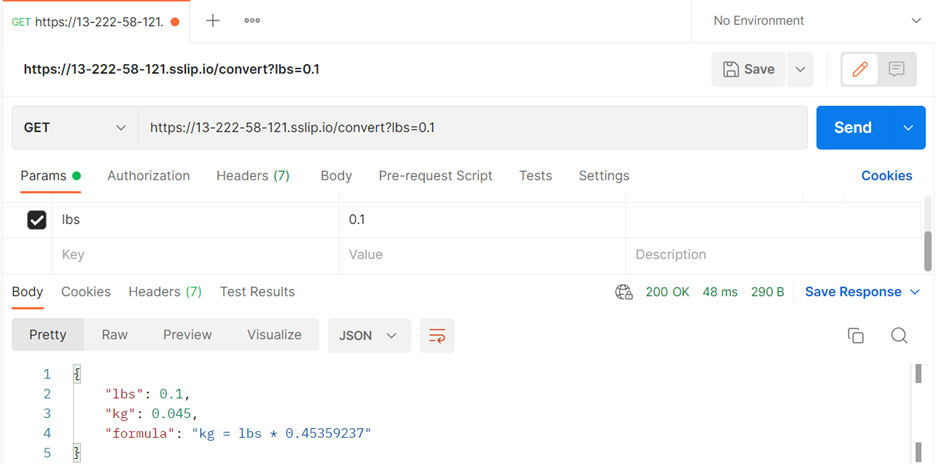 GET https://13-222-58-121. No Environment
https://13-222-58-121.sslip.io/convert?lbs=0.1 Save
GET https://13-222-58-121.sslip.io/convert?lbs=0.1 Send
Params Authorization Headers (7) Body Pre-request Script Tests Settings Cookies
lbs 0.1
Key Value Description
Body Cookies Headers (7) Test Results 200 OK 48 ms 290 B Save Response
Pretty Raw Preview Visualize JSON
1 {
2 "lbs": 0.1,
3 "kg": 0.045,
4 "formula": "kg = lbs * 0.45359237"
5 }